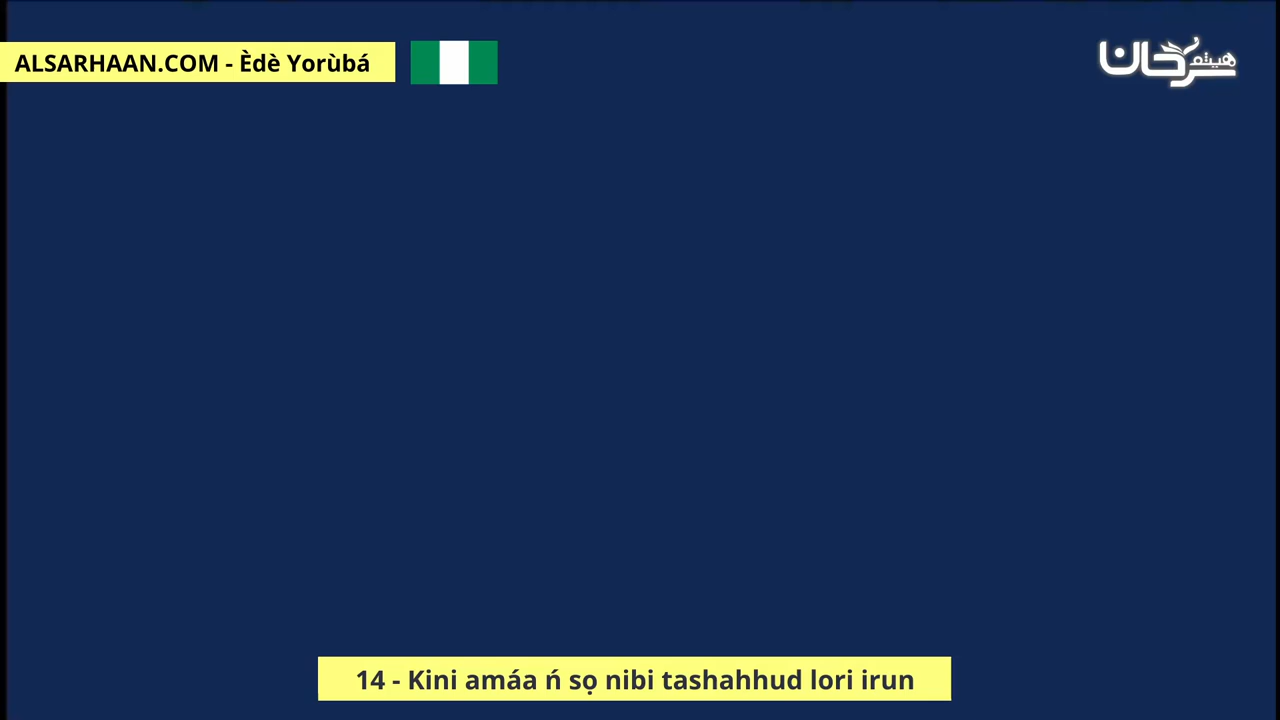 ALSARHAAN.COM - Èdè Yorùbá
هيثم سرحان
14 - Kini amáa ń sọ nibi tashahhud lori irun